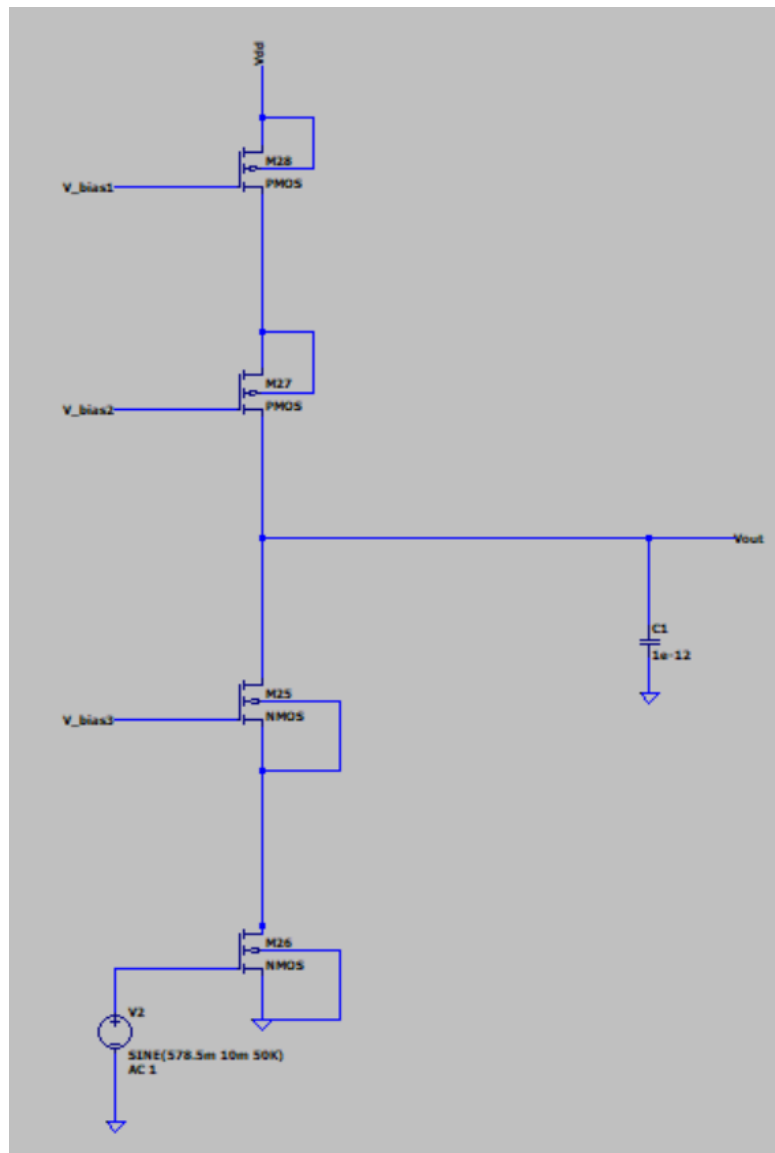 Vdd
M28
V_bias1
PMOS
M27
V_bias2
PMOS
Vout
C1
1e-12
M25
V_bias3
NMOS
M26
NMOS
V2
SINE(578.5m 10m 50K)
AC 1